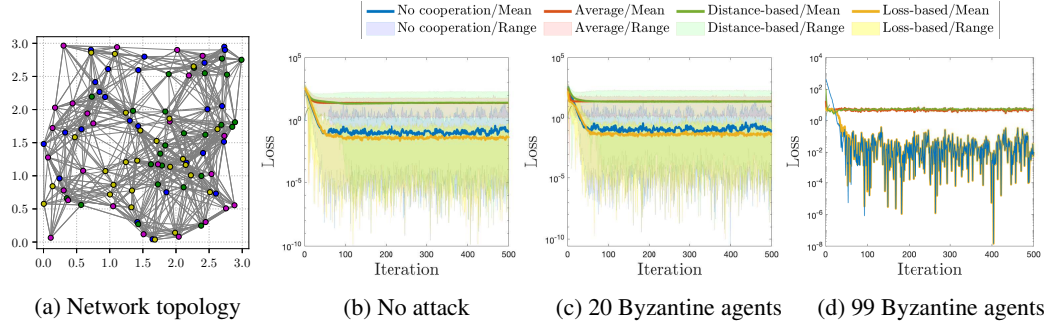 No cooperation/Mean Average/Mean Distance-based/Mean Loss-based/Mean
No cooperation/Range Average/Range Distance-based/Range Loss-based/Range
3.0
2.5
2.0
1.5
1.0
0.5
0.0
0.0 0.5 1.0 1.5 2.0 2.5 3.0
10^5
10^0
10^-5
10^-10
Loss
0 100 200 300 400 500
Iteration
10^5
10^0
10^-5
10^-10
Loss
0 100 200 300 400 500
Iteration
10^4
10^2
10^0
10^-2
10^-4
10^-6
10^-8
Loss
0 100 200 300 400 500
Iteration
(a) Network topology (b) No attack (c) 20 Byzantine agents (d) 99 Byzantine agents